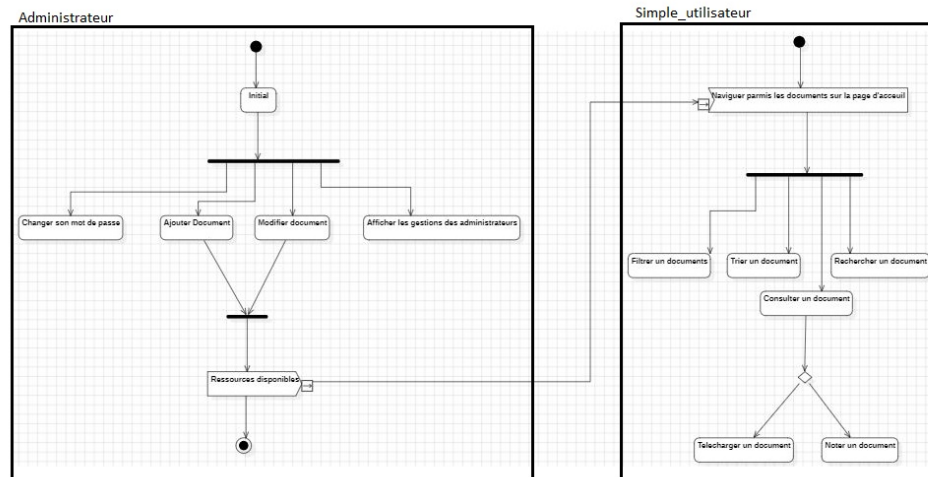 Administrateur
Simple_utilisateur
Initial
Naviguer parmis les documents sur la page d'acceuil
Changer son mot de passe
Ajouter Document
Modifier document
Afficher les gestions des administrateurs
Filtrer un documents
Trier un document
Rechercher un document
Consulter un document
Ressources disponibles
Telecharger un document
Noter un document